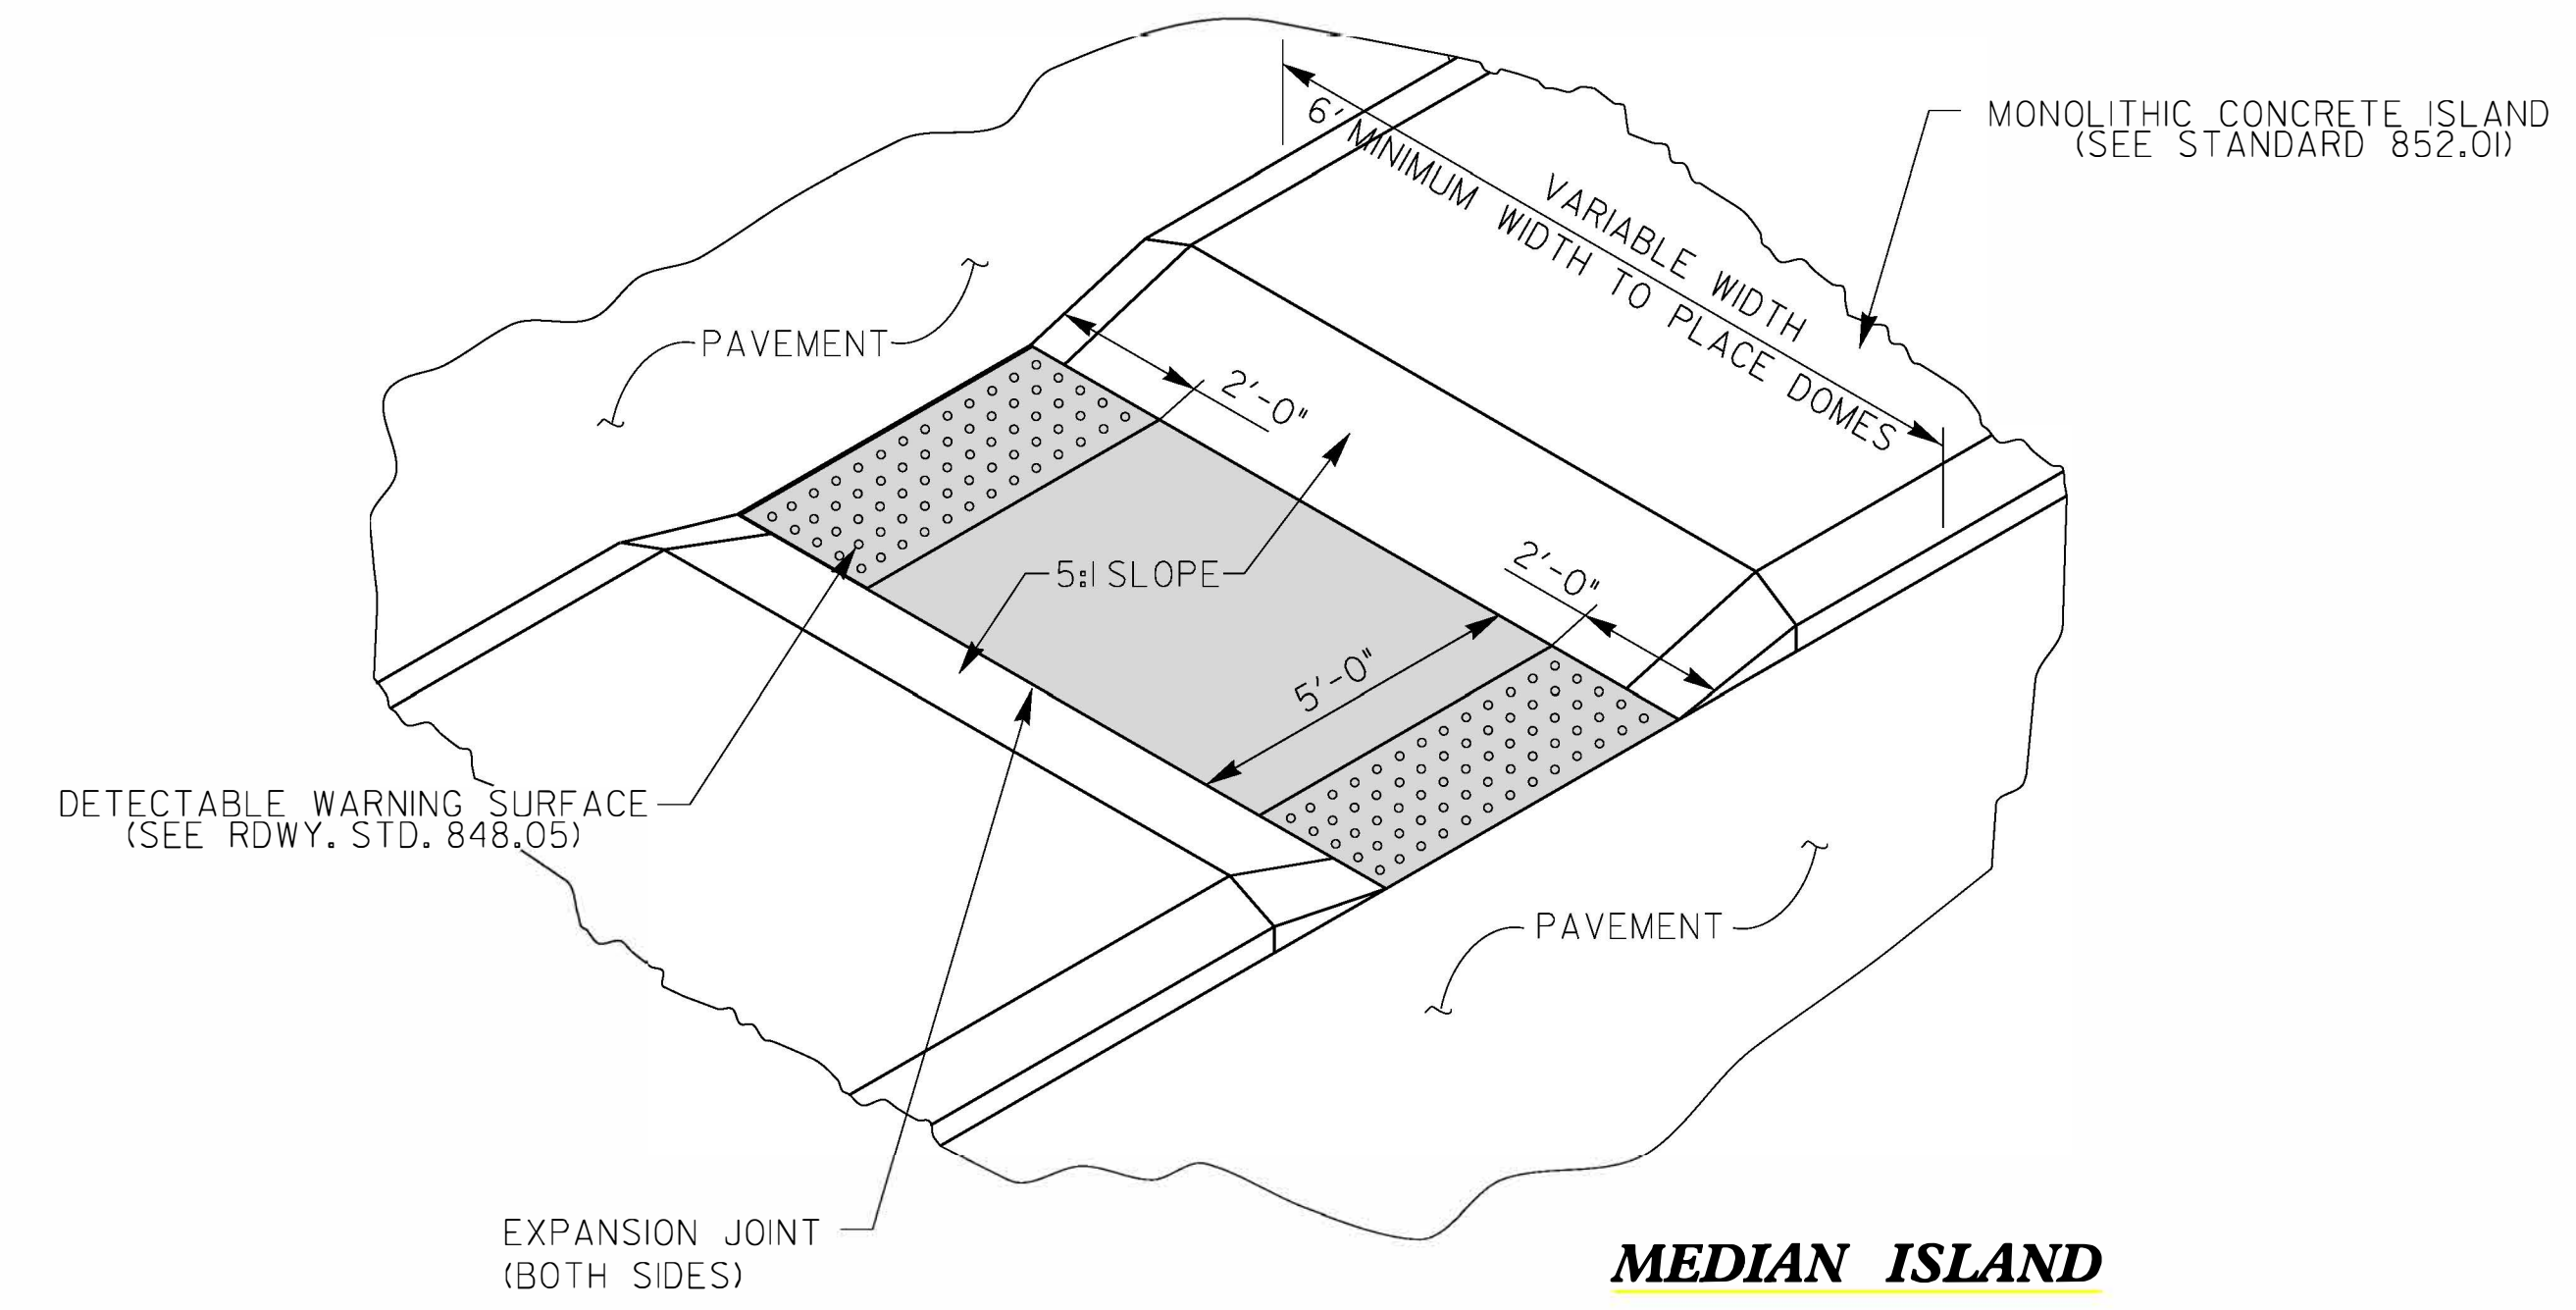 MONOLITHIC CONCRETE ISLAND
(SEE STANDARD 852.01)
VARIABLE WIDTH
6' MINIMUM WIDTH TO PLACE DOMES
PAVEMENT
2'-0"
5:1 SLOPE
2'-0"
5'-0"
DETECTABLE WARNING SURFACE
(SEE RDWY. STD. 848.05)
PAVEMENT
EXPANSION JOINT
(BOTH SIDES)
MEDIAN ISLAND